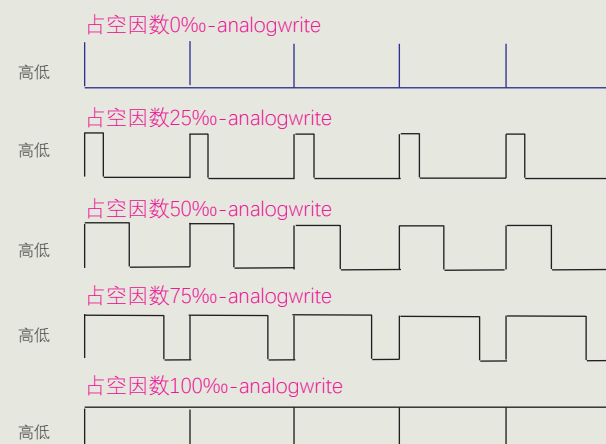 占空因数0‰-analogwrite
高低
占空因数25‰-analogwrite
高低
占空因数50‰-analogwrite
高低
占空因数75‰-analogwrite
高低
占空因数100‰-analogwrite
高低